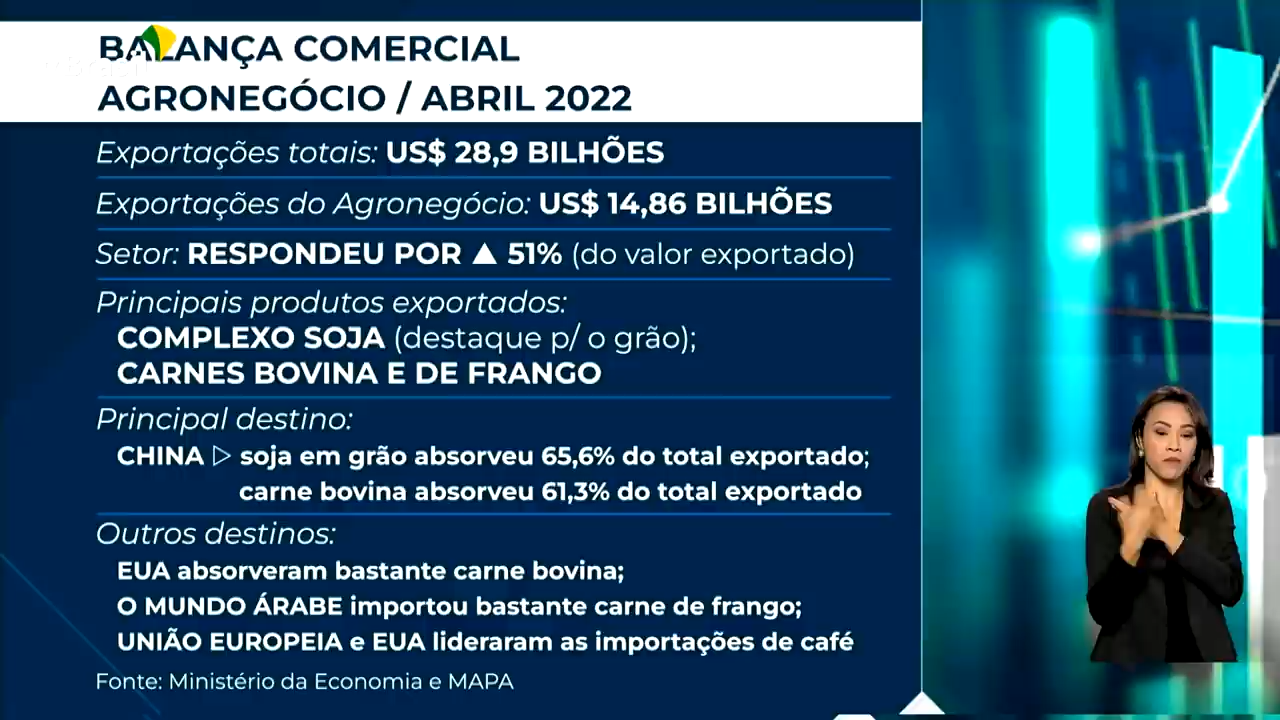 BALANÇA COMERCIAL
AGRONEGÓCIO / ABRIL 2022
Exportações totais: US$ 28,9 BILHÕES
Exportações do Agronegócio: US$ 14,86 BILHÕES
Setor: RESPONDEU POR ▲ 51% (do valor exportado)
Principais produtos exportados:
COMPLEXO SOJA (destaque p/ o grão);
CARNES BOVINA E DE FRANGO
Principal destino:
CHINA ▷ soja em grão absorveu 65,6% do total exportado;
carne bovina absorveu 61,3% do total exportado
Outros destinos:
EUA absorveram bastante carne bovina;
O MUNDO ÁRABE importou bastante carne de frango;
UNIÃO EUROPEIA e EUA lideraram as importações de café
Fonte: Ministério da Economia e MAPA